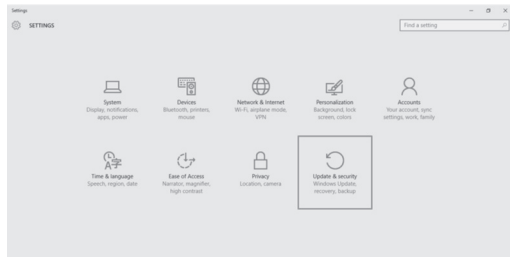 Settings
SETTINGS
Find a setting
System
Display, notifications,
apps, power
Devices
Bluetooth, printers,
mouse
Network & Internet
Wi-Fi, airplane mode,
VPN
Personalization
Background, lock
screen, colors
Accounts
Your account, sync
settings, work, family
Time & language
Speech, region, date
Ease of Access
Narrator, magnifier,
high contrast
Privacy
Location, camera
Update & security
Windows Update,
recovery, backup